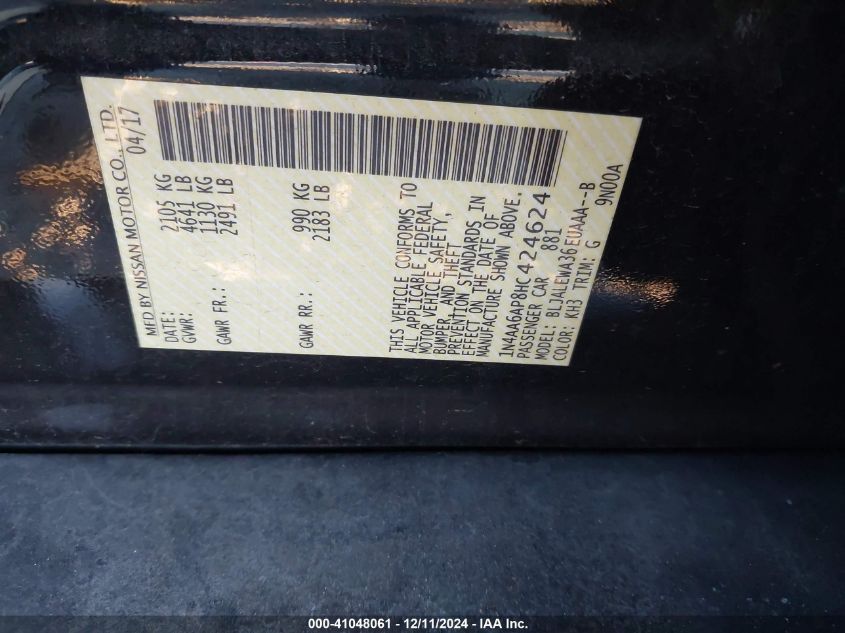 MFD BY NISSAN MOTOR CO., LTD.
DATE: 04/17
GVWR: 2105 KG
4641 LB
GAWR FR.: 1130 KG
2491 LB
GAWR RR.: 990 KG
2183 LB
THIS VEHICLE CONFORMS TO
ALL APPLICABLE FEDERAL
MOTOR VEHICLE SAFETY,
BUMPER, AND THEFT
PREVENTION STANDARDS IN
EFFECT ON THE DATE OF
MANUFACTURE SHOWN ABOVE.
1N4AA6AP8HC424624
PASSENGER CAR 881
MODEL: BLJALEWA36EUAAA--B
COLOR: KH3 TRIM: G 9N00A
000-41048061 - 12/11/2024 - IAA Inc.